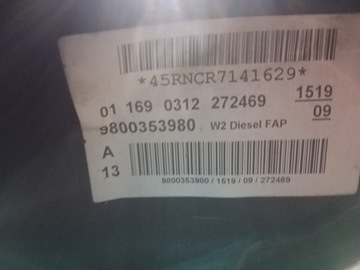 *45RNCR7141629*
01 169 0312 272469 1519
9800353980 W2 Diesel FAP 09
A
13
9800353980 / 1519 / 09 / 272469